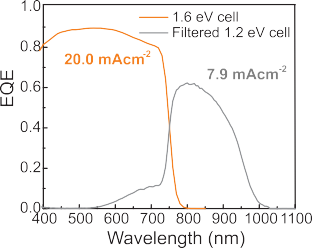 1.0
0.8
0.6
0.4
0.2
0.0
EQE
1.6 eV cell
Filtered 1.2 eV cell
20.0 mAcm-2
7.9 mAcm-2
400 500 600 700 800 900 1000 1100
Wavelength (nm)